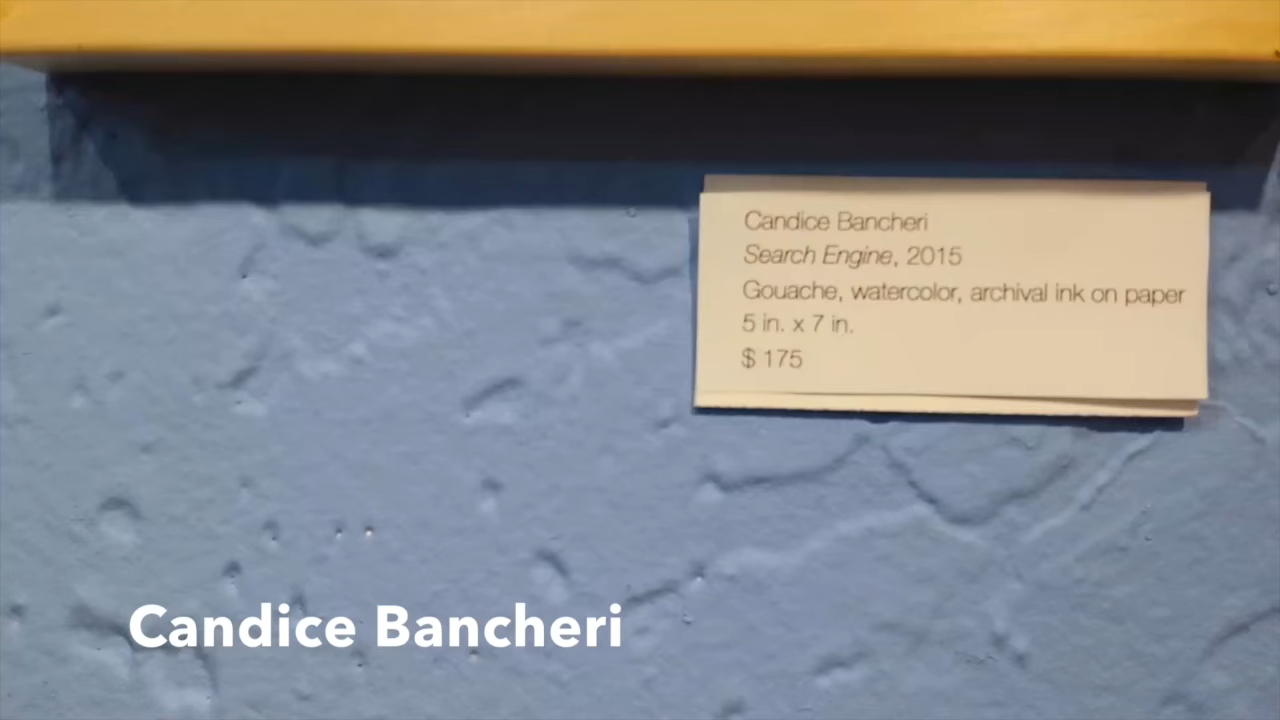 Candice Bancheri
Search Engine, 2015
Gouache, watercolor, archival ink on paper
5 in. x 7 in.
$ 175
Candice Bancheri